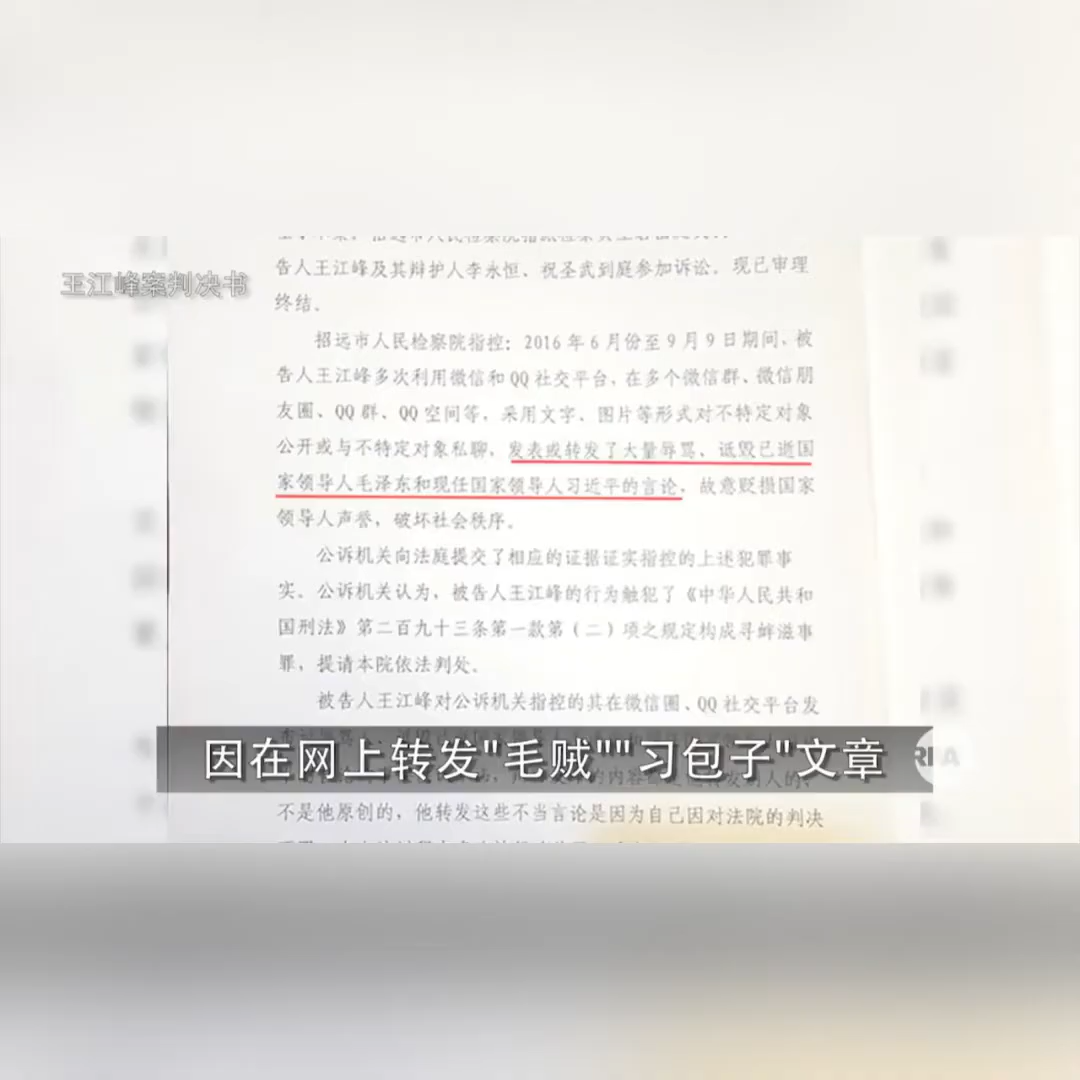 王江峰案判决书
告人王江峰及其辩护人李永恒、祝圣武到庭参加诉讼。现已审理
终结。
招远市人民检察院指控：2016年6月份至9月9日期间，被
告人王江峰多次利用微信和QQ社交平台，在多个微信群、微信朋
友圈、QQ群、QQ空间等，采用文字、图片等形式对不特定对象
公开或与不特定对象私聊，发表或转发了大量辱骂、诋毁已逝国
家领导人毛泽东和现任国家领导人习近平的言论，故意贬损国家
领导人声誉，破坏社会秩序。
公诉机关向法庭提交了相应的证据证实指控的上述犯罪事
实。公诉机关认为，被告人王江峰的行为触犯了《中华人民共和
国刑法》第二百九十三条第一款第（二）项之规定构成寻衅滋事
罪，提请本院依法判处。
被告人王江峰对公诉机关指控的其在微信圈、QQ社交平台发
因在网上转发"毛贼""习包子"文章
RFA
不是他原创的，他转发这些不当言论是因为自己因对法院的判决